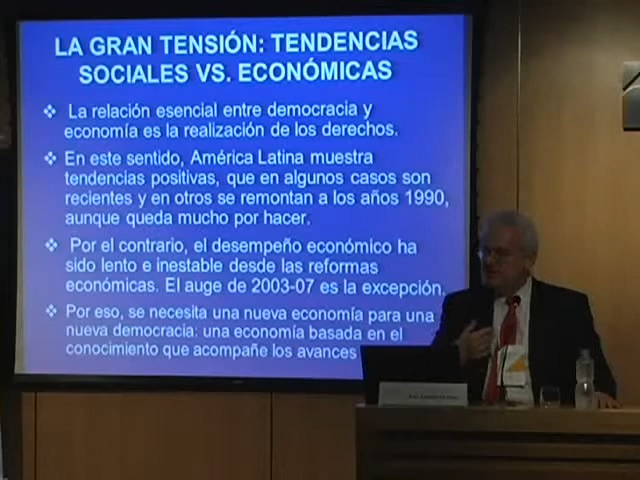 LA GRAN TENSIÓN: TENDENCIAS
SOCIALES VS. ECONÓMICAS
❖ La relación esencial entre democracia y
economía es la realización de los derechos.
❖ En este sentido, América Latina muestra
tendencias positivas, que en algunos casos son
recientes y en otros se remontan a los años 1990,
aunque queda mucho por hacer.
❖ Por el contrario, el desempeño económico ha
sido lento e inestable desde las reformas
económicas. El auge de 2003-07 es la excepción.
❖ Por eso, se necesita una nueva economía para una
nueva democracia: una economía basada en el
conocimiento que acompañe los avances